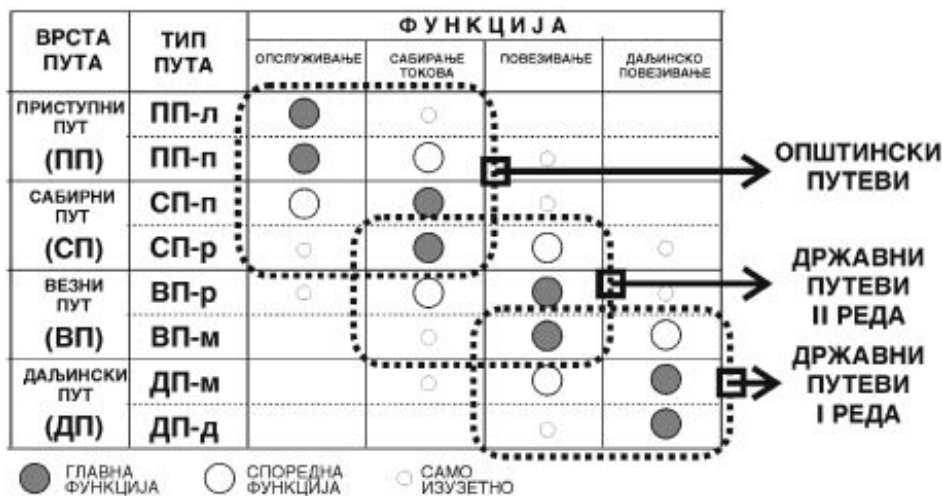 ВРСТА
ПУТА
ТИП
ПУТА
ФУНКЦИЈА
ОПСЛУЖИВАЊЕ
САБИРАЊЕ
ТОКОВА
ПОВЕЗИВАЊЕ
ДАЉИНСКО
ПОВЕЗИВАЊЕ
ПРИСТУПНИ
ПУТ
(ПП)
ПП-л
ПП-п
САБИРНИ
ПУТ
(СП)
СП-п
СП-р
ВЕЗНИ
ПУТ
(ВП)
ВП-р
ВП-м
ДАЉИНСКИ
ПУТ
(ДП)
ДП-м
ДП-д
ОПШТИНСКИ
ПУТЕВИ
ДРЖАВНИ
ПУТЕВИ
II РЕДА
ДРЖАВНИ
ПУТЕВИ
I РЕДА
ГЛАВНА
ФУНКЦИЈА
СПОРЕДНА
ФУНКЦИЈА
САМО
ИЗУЗЕТНО